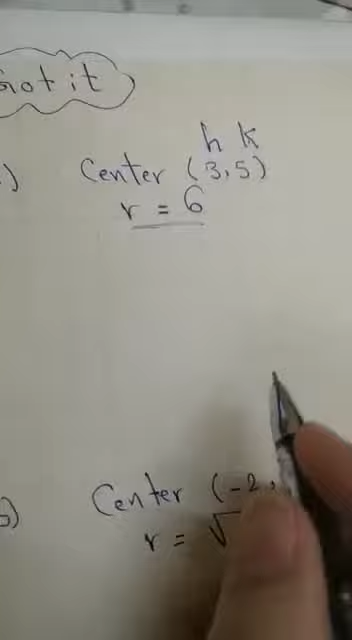 Got it
h k
Center (3,5)
r = 6
Center (-2,
r = √